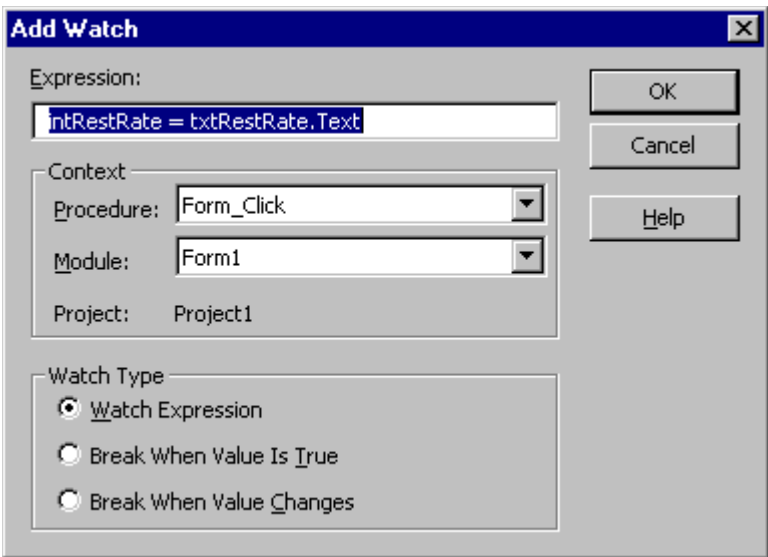 Add Watch
Expression:
intRestRate = txtRestRate.Text
OK
Cancel
Help
Context
Procedure: Form_Click
Module: Form1
Project: Project1
Watch Type
Watch Expression
Break When Value Is True
Break When Value Changes